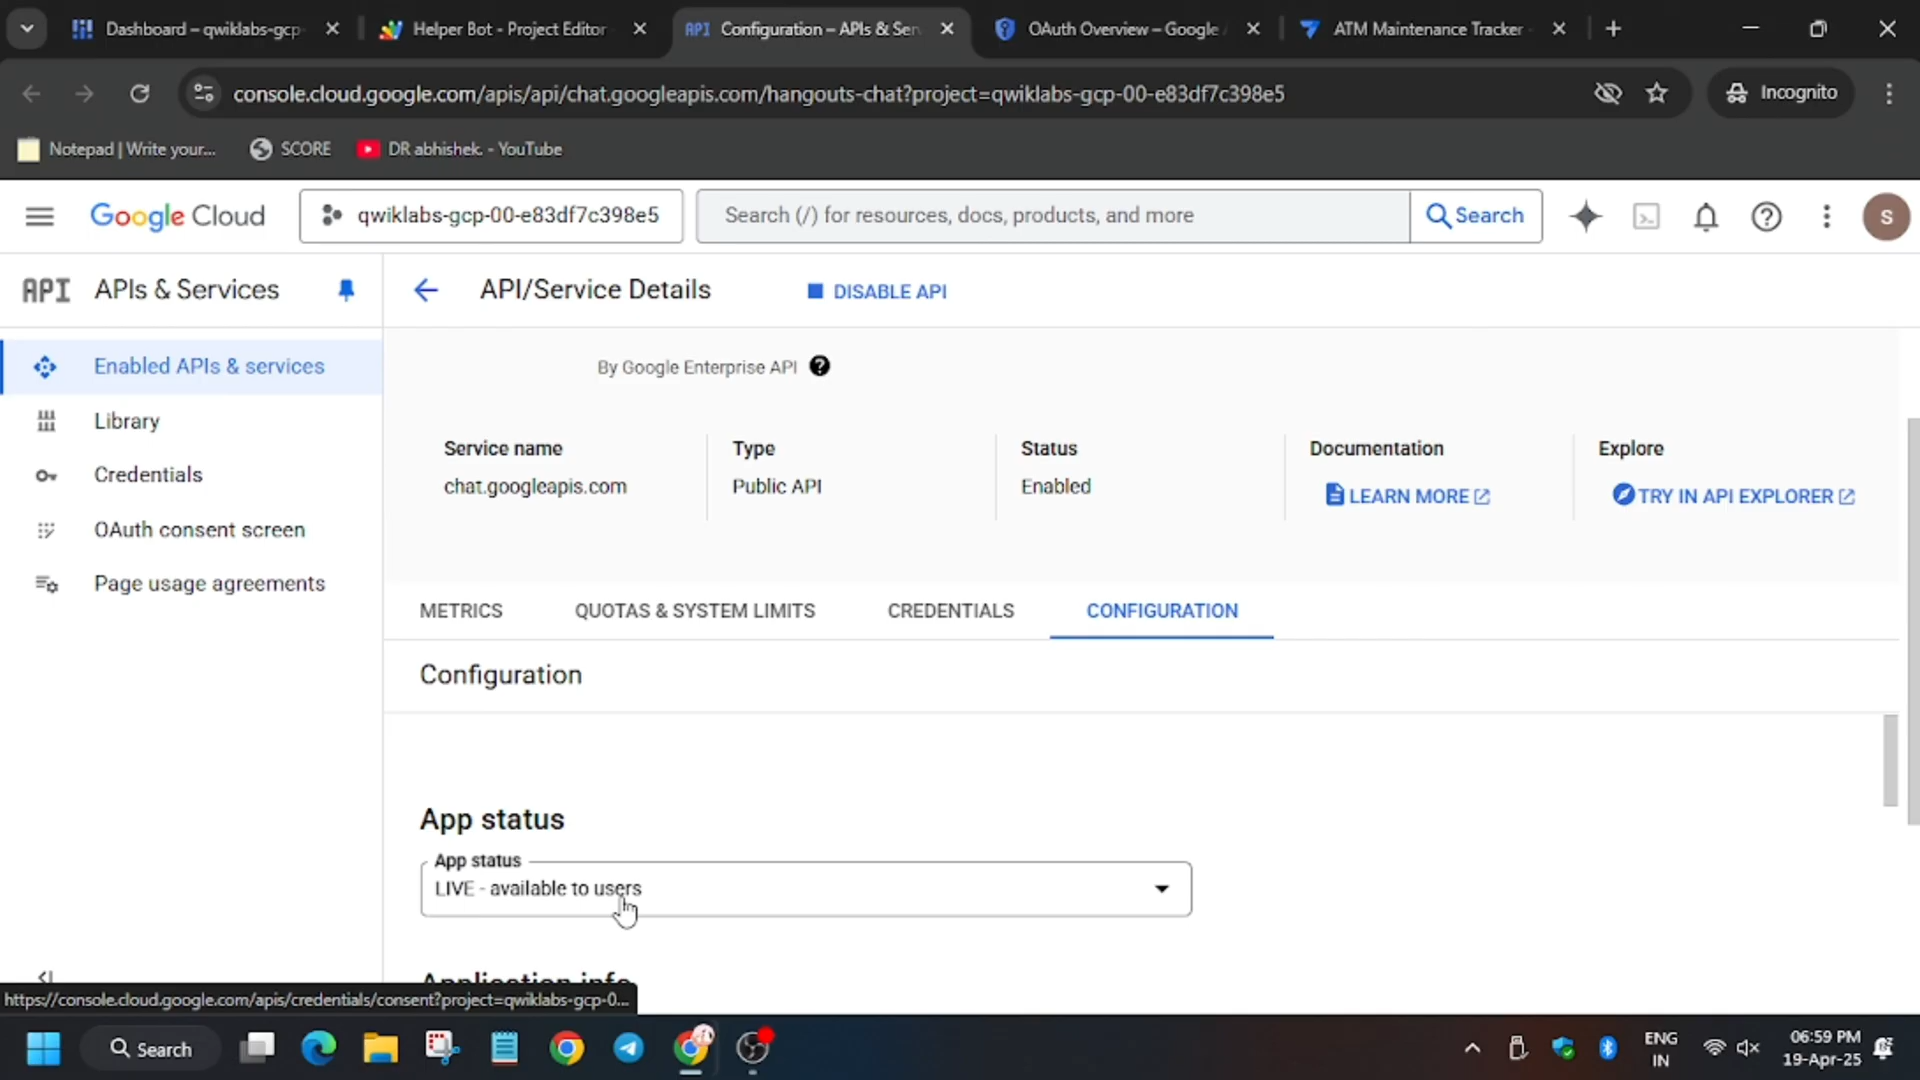 Dashboard – qwiklabs-gcp-
Helper Bot - Project Editor
API Configuration – APIs & Ser
OAuth Overview – Google
ATM Maintenance Tracker -
console.cloud.google.com/apis/api/chat.googleapis.com/hangouts-chat?project=qwiklabs-gcp-00-e83df7c398e5
Incognito
Notepad | Write your...
SCORE
DR abhishek. - YouTube
Google Cloud
qwiklabs-gcp-00-e83df7c398e5
Search (/) for resources, docs, products, and more
Search
S
API APIs & Services
API/Service Details
DISABLE API
Enabled APIs & services
Library
Credentials
OAuth consent screen
Page usage agreements
By Google Enterprise API
Service name
chat.googleapis.com
Type
Public API
Status
Enabled
Documentation
LEARN MORE
Explore
TRY IN API EXPLORER
METRICS
QUOTAS & SYSTEM LIMITS
CREDENTIALS
CONFIGURATION
Configuration
App status
App status
LIVE - available to users
Application info
https://console.cloud.google.com/apis/credentials/consent?project=qwiklabs-gcp-0...
Search
ENG
IN
06:59 PM
19-Apr-25